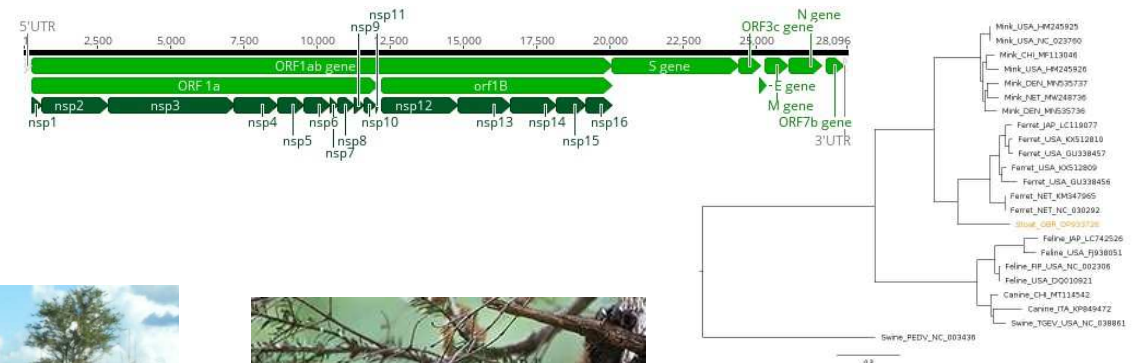 nsp11
N gene
5'UTR
nsp9
ORF3c gene
1
2,500
5,000
7,500
10,000
12,500
15,000
17,500
20,000
22,500
25,000
28,096
ORF1ab gene
S gene
ORF 1a
orf1B
E gene
nsp2
nsp3
nsp12
M gene
nsp1
nsp4
nsp6
nsp10
nsp13
nsp14
nsp16
ORF7b gene
nsp5
nsp8
nsp15
3'UTR
nsp7
Mink_USA_HM245925
Mink_USA_NC_023760
Mink_CHI_MF113046
Mink_USA_HM245926
Mink_DEN_MN535737
Mink_NET_MW248736
Mink_DEN_MN535736
Ferret_JAP_LC119077
Ferret_USA_KX512810
Ferret_USA_GU338457
Ferret_USA_KX512809
Ferret_USA_GU338456
Ferret_NET_KM347965
Ferret_NET_NC_030292
Feline_JAP_LC742526
Feline_USA_FJ938051
Feline_FIP_USA_NC_002306
Feline_USA_DQ010921
Canine_CHI_MT114542
Canine_ITA_KP849472
Swine_TGEV_USA_NC_038861
Swine_PEDV_NC_003436